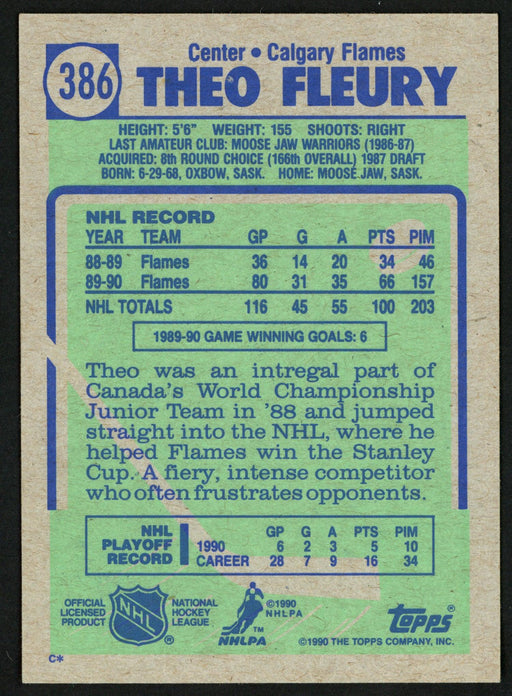 386
Center • Calgary Flames
THEO FLEURY
HEIGHT: 5'6" WEIGHT: 155 SHOOTS: RIGHT
LAST AMATEUR CLUB: MOOSE JAW WARRIORS (1986-87)
ACQUIRED: 8th ROUND CHOICE (166th OVERALL) 1987 DRAFT
BORN: 6-29-68, OXBOW, SASK. HOME: MOOSE JAW, SASK.
NHL RECORD
YEAR TEAM GP G A PTS PIM
88-89 Flames 36 14 20 34 46
89-90 Flames 80 31 35 66 157
NHL TOTALS 116 45 55 100 203
1989-90 GAME WINNING GOALS: 6
Theo was an intregal part of
Canada's World Championship
Junior Team in '88 and jumped
straight into the NHL, where he
helped Flames win the Stanley
Cup. A fiery, intense competitor
who often frustrates opponents.
NHL PLAYOFF RECORD
GP G A PTS PIM
1990 6 2 3 5 10
CAREER 28 7 9 16 34
OFFICIAL
LICENSED
PRODUCT
NHL
®
NATIONAL
HOCKEY
LEAGUE
©1990
NHLPA
TM
NHLPA
Topps®
©1990 THE TOPPS COMPANY, INC.
C*